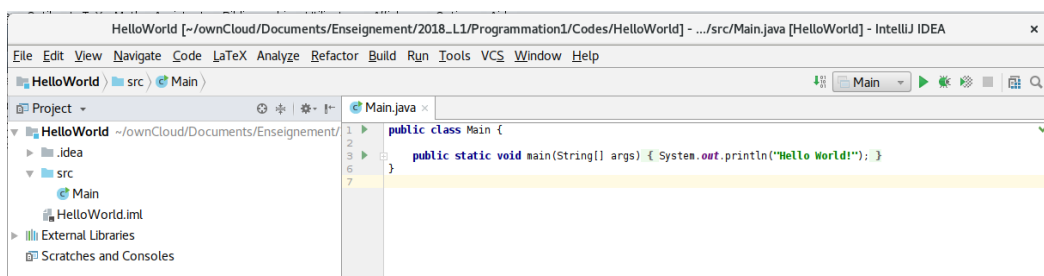 HelloWorld [~/ownCloud/Documents/Enseignement/2018_L1/Programmation1/Codes/HelloWorld] - .../src/Main.java [HelloWorld] - IntelliJ IDEA
File Edit View Navigate Code LaTeX Analyze Refactor Build Run Tools VCS Window Help
HelloWorld src Main
Main
Project
Main.java
HelloWorld ~/ownCloud/Documents/Enseignement/
.idea
src
Main
HelloWorld.iml
External Libraries
Scratches and Consoles
1 public class Main {
2
3 public static void main(String[] args) { System.out.println("Hello World!"); }
6 }
7